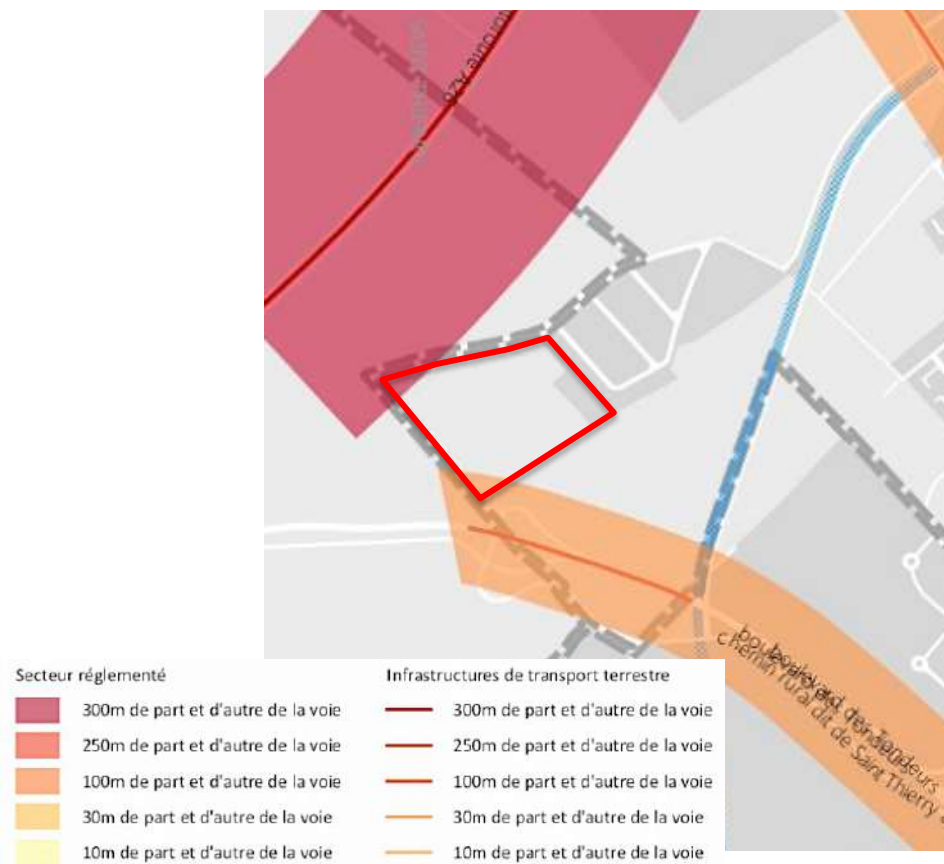 autoroute A26
Secteur réglementé
300m de part et d'autre de la voie
250m de part et d'autre de la voie
100m de part et d'autre de la voie
30m de part et d'autre de la voie
10m de part et d'autre de la voie
Infrastructures de transport terrestre
300m de part et d'autre de la voie
250m de part et d'autre de la voie
100m de part et d'autre de la voie
30m de part et d'autre de la voie
10m de part et d'autre de la voie
boulevard des Tondeurs
chemin rural dit de Saint Thierry